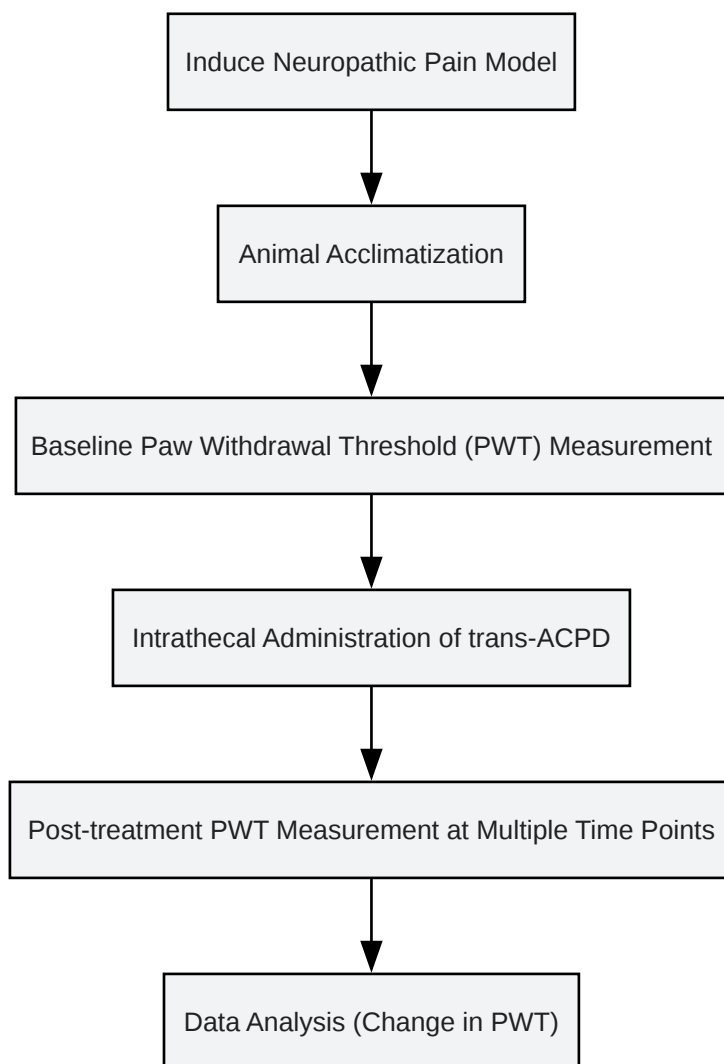 Induce Neuropathic Pain Model
Animal Acclimatization
Baseline Paw Withdrawal Threshold (PWT) Measurement
Intrathecal Administration of trans-ACPD
Post-treatment PWT Measurement at Multiple Time Points
Data Analysis (Change in PWT)